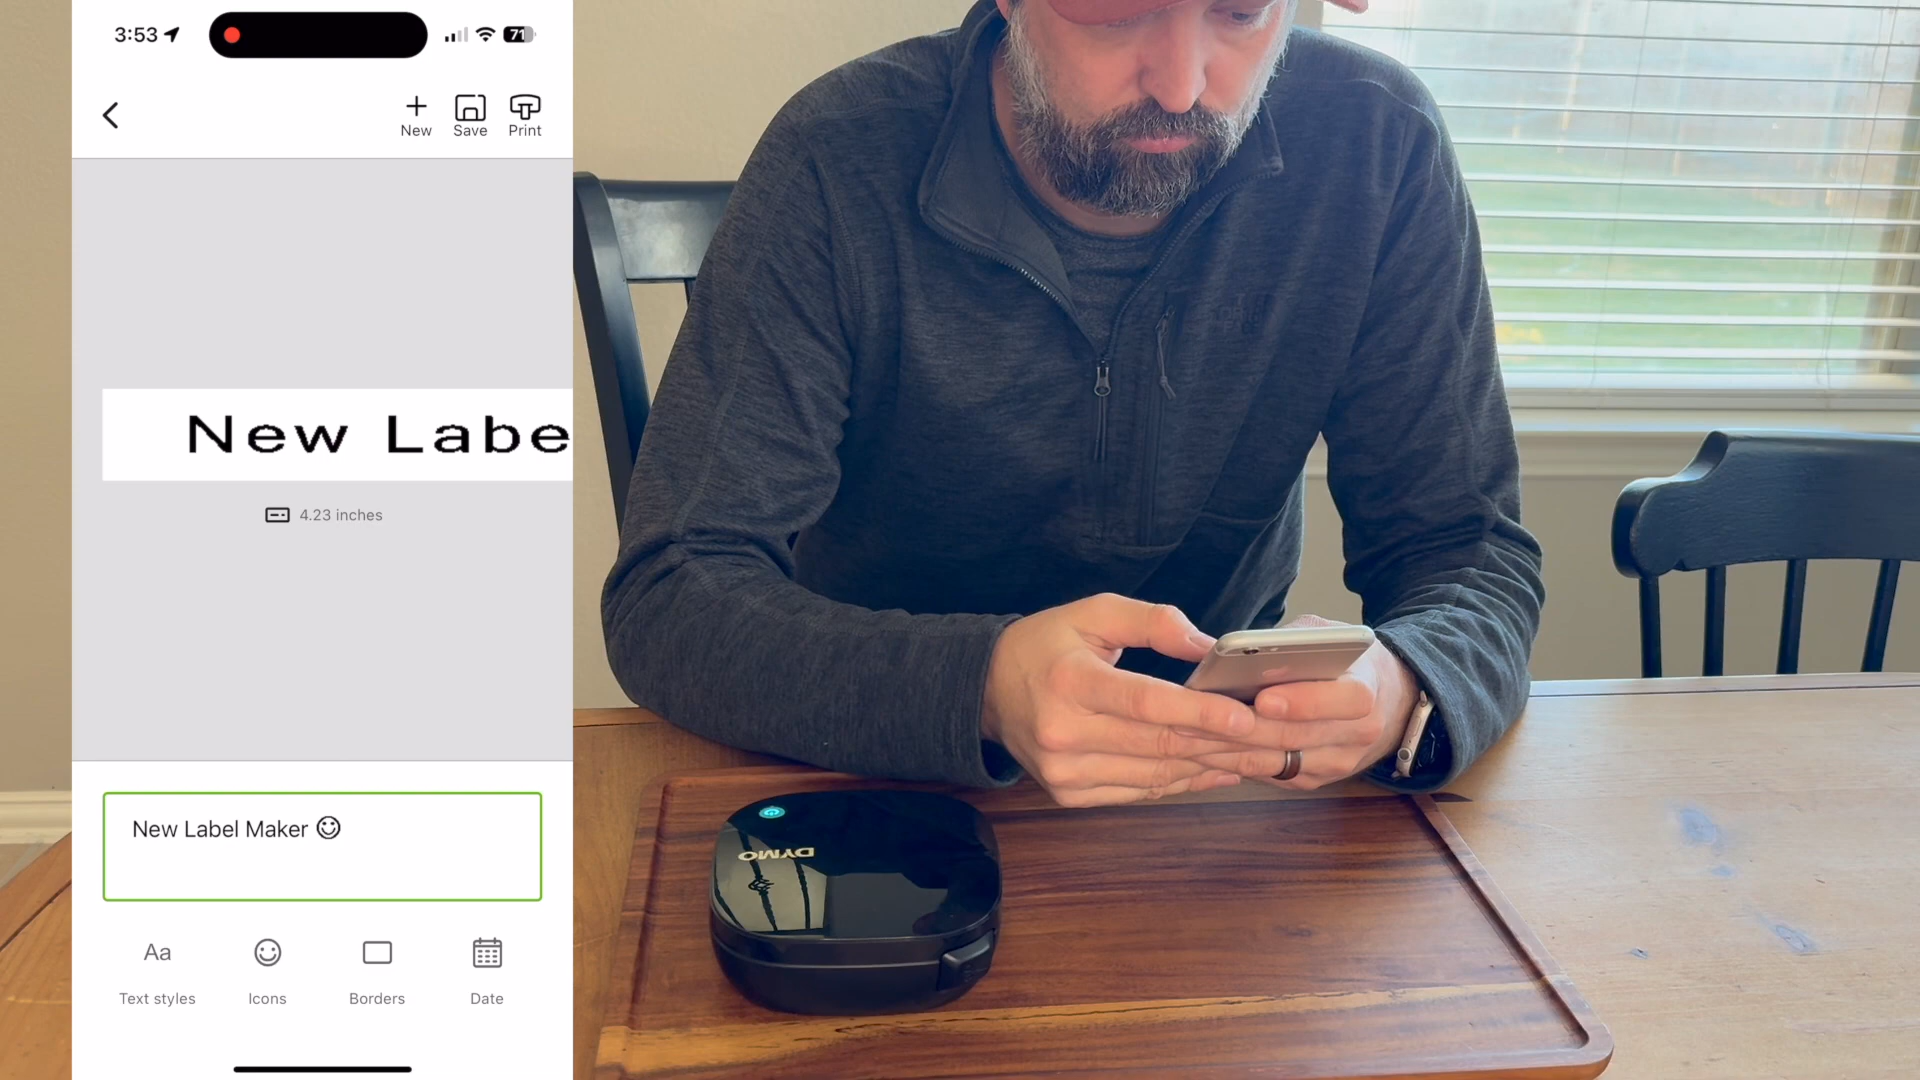 3:53
71
New
Save
Print
New Labe
4.23 inches
New Label Maker ☺
Aa
Text styles
Icons
Borders
Date
DYMO